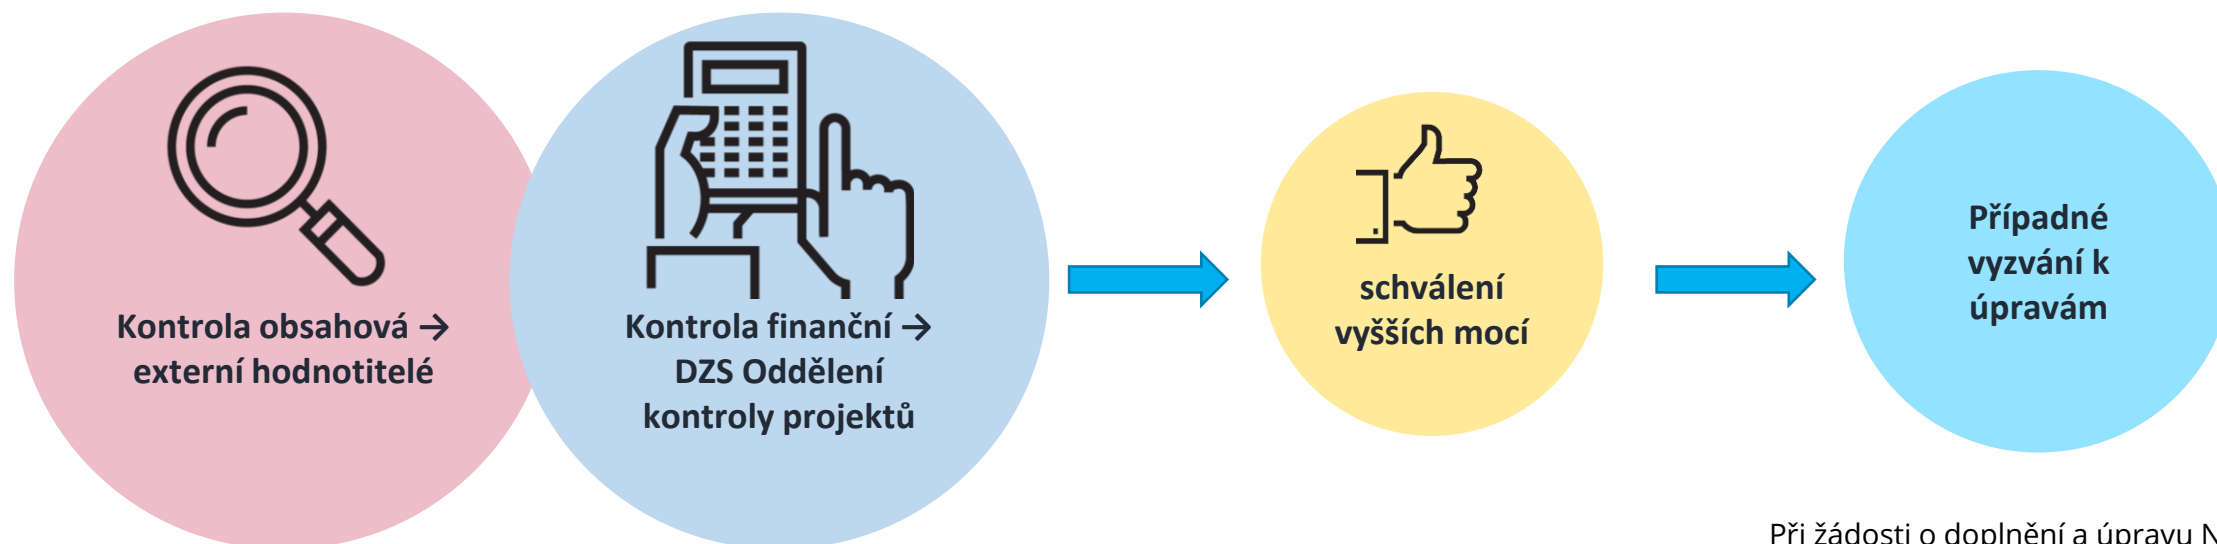 Kontrola obsahová →
externí hodnotitelé
Kontrola finanční →
DZS Oddělení
kontroly projektů
schválení
vyšších mocí
Případné
vyzvání k
úpravám
Při žádosti o doplnění a úpravu N